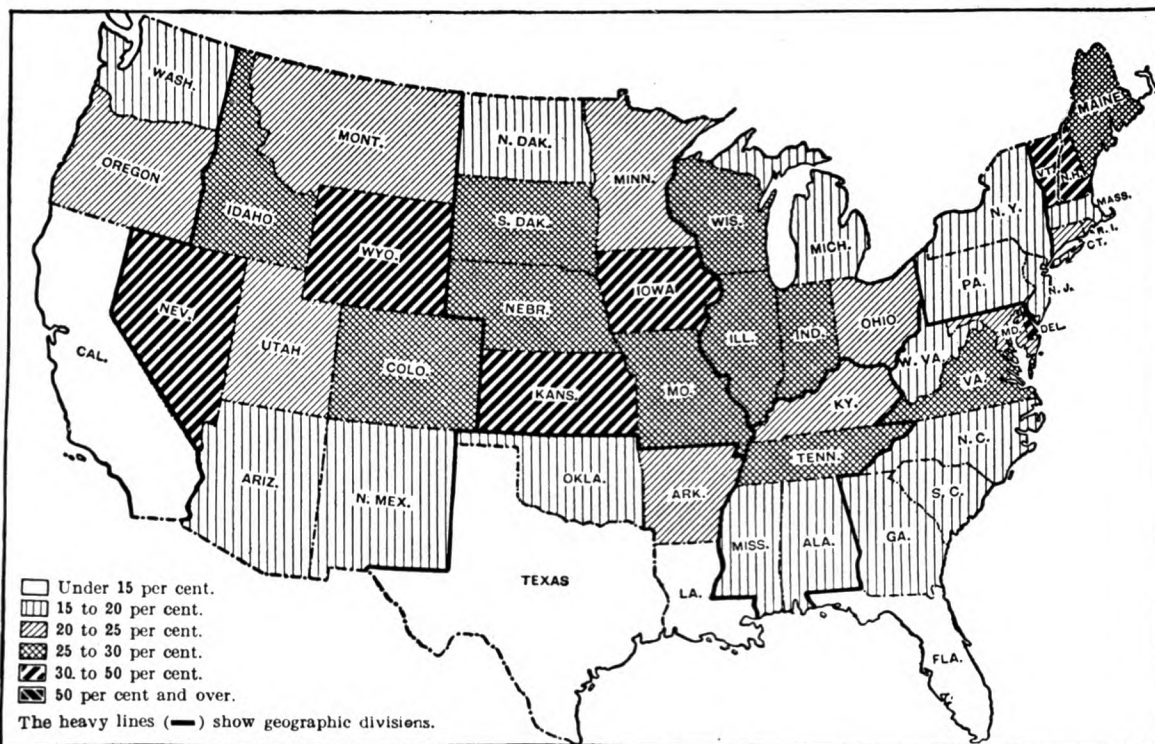 WASH.
OREGON
CAL.
NEV.
IDAHO
MONT.
WYO.
UTAH
COLO.
ARIZ.
N. MEX.
N. DAK.
S. DAK.
NEBR.
KANS.
OKLA.
TEXAS
MINN.
IOWA
MO.
ARK.
LA.
WIS.
ILL.
MICH.
IND.
OHIO.
KY.
TENN.
MISS.
ALA.
GA.
FLA.
S. C.
N. C.
VA.
W. VA.
MD.
DEL.
PA.
N. J.
N. Y.
CT.
R. I.
MASS.
VT.
N.H.
MAINE
Under 15 per cent.
15 to 20 per cent.
20 to 25 per cent.
25 to 30 per cent.
30. to 50 per cent.
50 per cent and over.
The heavy lines (━) show geographic divisions.